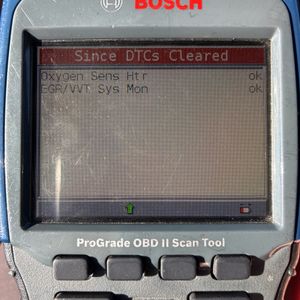 BOSCH
Since DTCs Cleared
Oxygen Sens Htr ok
EGR/VVT Sys Mon ok
ProGrade OBD II Scan Tool